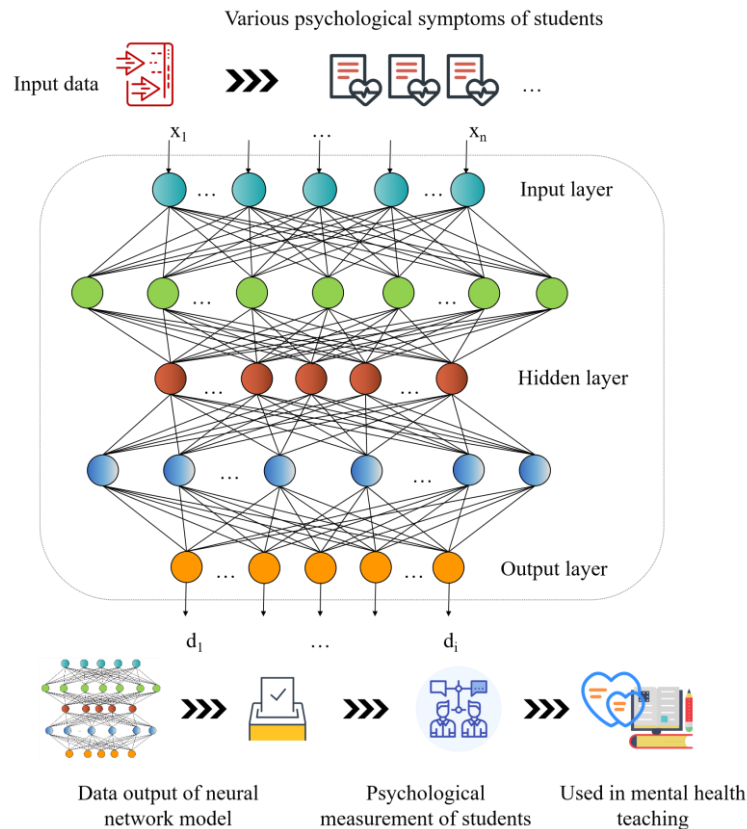 Various psychological symptoms of students
Input data
…
x1 … xn
… … Input layer
… …
… … Hidden layer
… …
… … Output layer
d1 … di
Data output of neural
network model
Psychological
measurement of students
Used in mental health
teaching